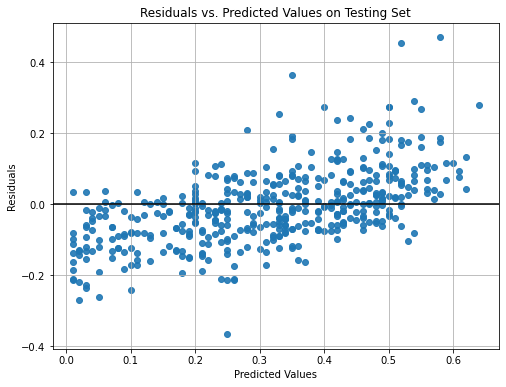 Residuals vs. Predicted Values on Testing Set
0.4
0.2
0.0
−0.2
−0.4
Residuals
0.0 0.1 0.2 0.3 0.4 0.5 0.6
Predicted Values